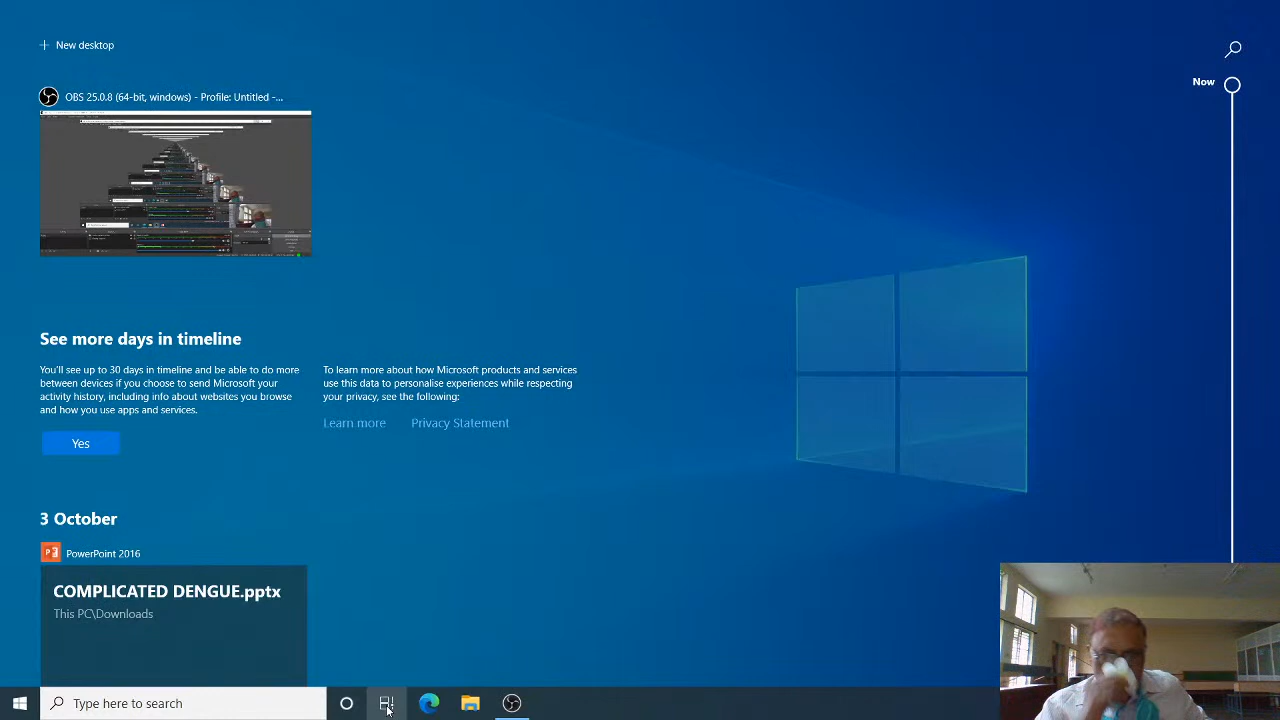 New desktop
Now
OBS 25.0.8 (64-bit, windows) - Profile: Untitled -...
See more days in timeline
You'll see up to 30 days in timeline and be able to do more
between devices if you choose to send Microsoft your
activity history, including info about websites you browse
and how you use apps and services.
Yes
To learn more about how Microsoft products and services
use this data to personalise experiences while respecting
your privacy, see the following:
Learn more Privacy Statement
3 October
PowerPoint 2016
COMPLICATED DENGUE.pptx
This PC\Downloads
Type here to search